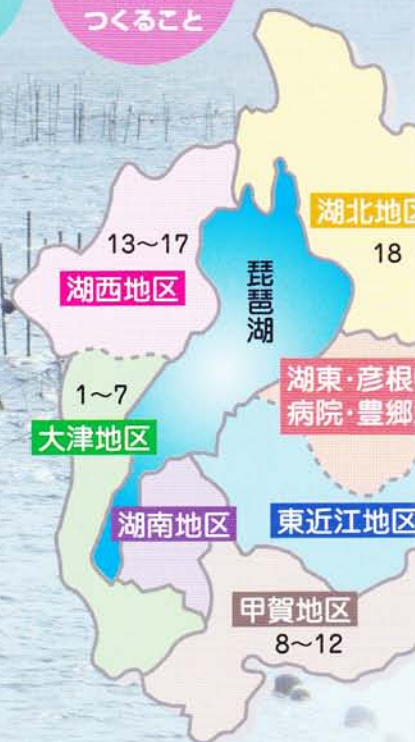 つくること
湖北地区
18
13～17
湖西地区
琵琶湖
湖東・彦根
病院・豊郷
1～7
大津地区
湖南地区
東近江地区
甲賀地区
8～12